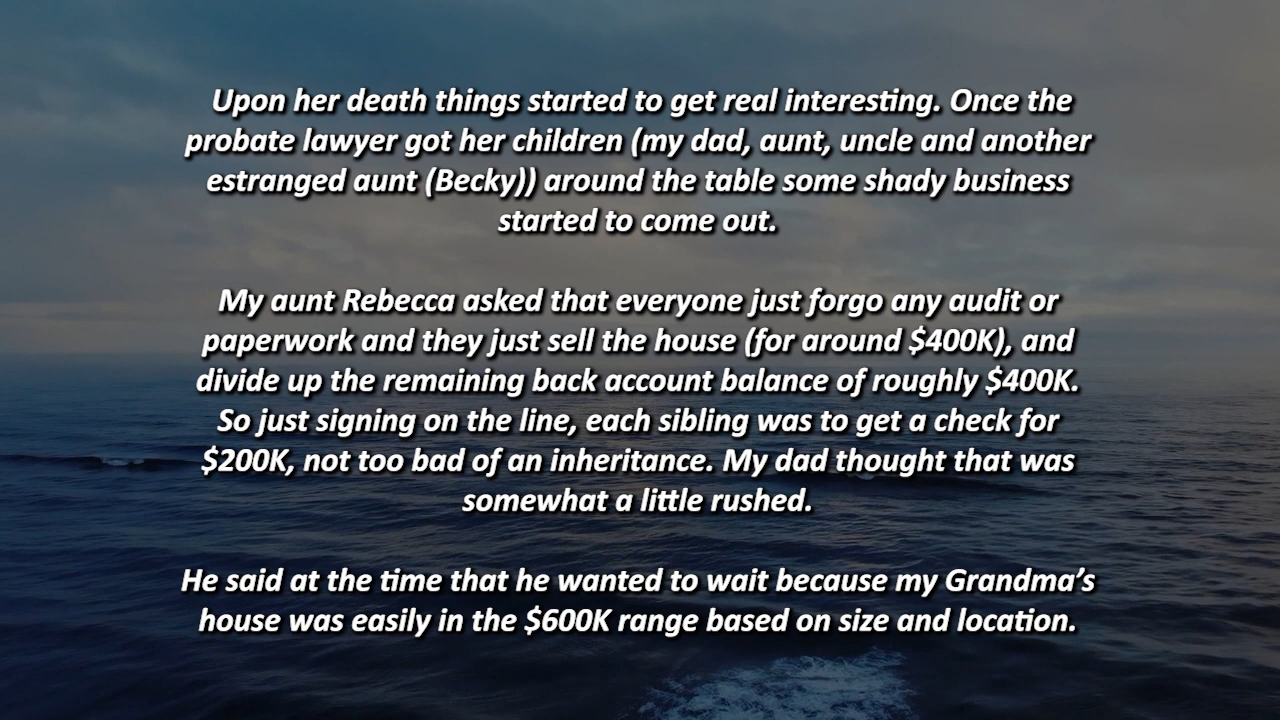 Upon her death things started to get real interesting. Once the
probate lawyer got her children (my dad, aunt, uncle and another
estranged aunt (Becky)) around the table some shady business
started to come out.
My aunt Rebecca asked that everyone just forgo any audit or
paperwork and they just sell the house (for around $400K), and
divide up the remaining back account balance of roughly $400K.
So just signing on the line, each sibling was to get a check for
$200K, not too bad of an inheritance. My dad thought that was
somewhat a little rushed.
He said at the time that he wanted to wait because my Grandma’s
house was easily in the $600K range based on size and location.